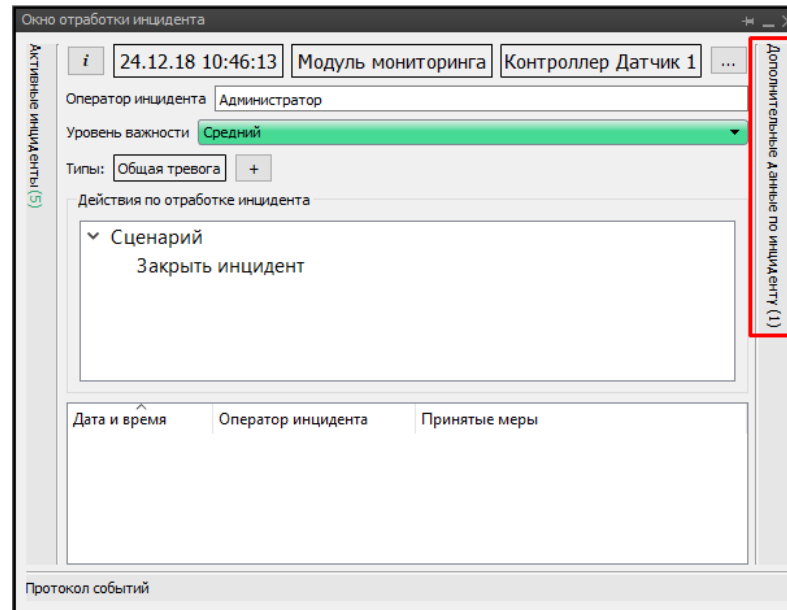 Окно отработки инцидента
Активные инциденты (5)
i 24.12.18 10:46:13 Модуль мониторинга Контроллер Датчик 1 ...
Оператор инцидента Администратор
Уровень важности Средний
Типы: Общая тревога +
Действия по отработке инцидента
Сценарий
Закрыть инцидент
Дата и время Оператор инцидента Принятые меры
Дополнительные данные по инциденту (1)
Протокол событий